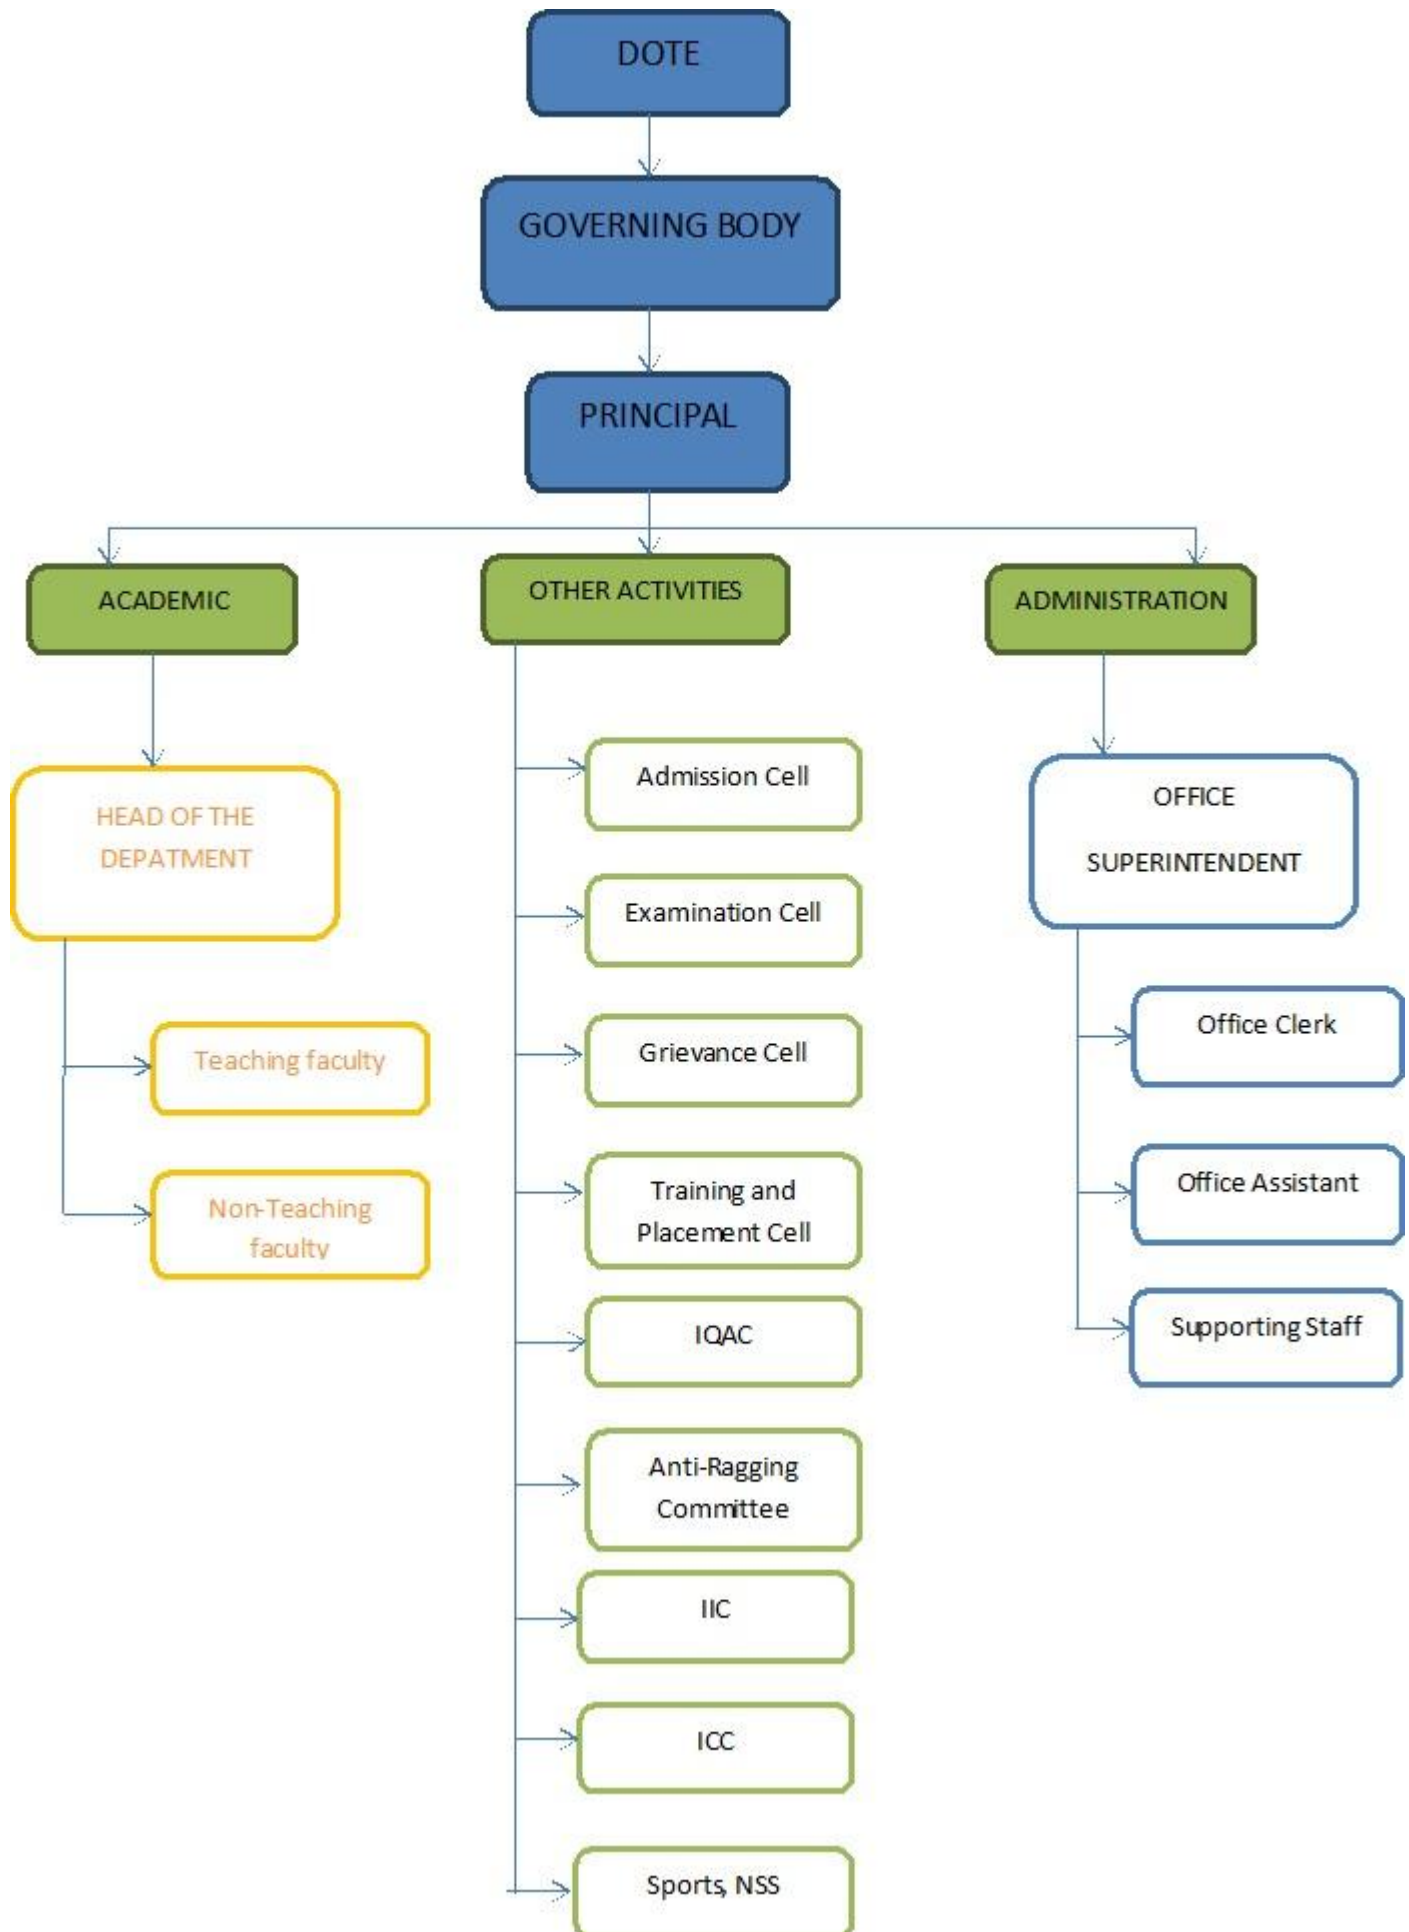 DOTE
GOVERNING BODY
PRINCIPAL
ACADEMIC
OTHER ACTIVITIES
ADMINISTRATION
HEAD OF THE
DEPATMENT
Teaching faculty
Non-Teaching
faculty
Admission Cell
Examination Cell
Grievance Cell
Training and
Placement Cell
IQAC
Anti-Ragging
Committee
IIC
ICC
Sports, NSS
OFFICE
SUPERINTENDENT
Office Clerk
Office Assistant
Supporting Staff